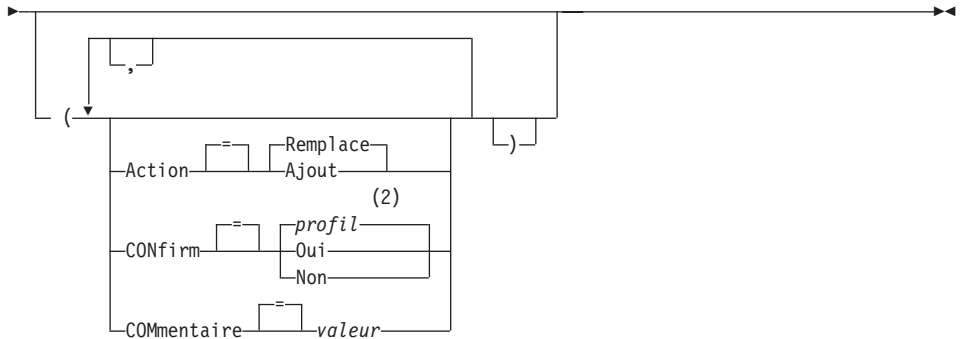 ,
(
)
=
Remplace
Action
Ajout
(2)
=
profil
CONfirm
Oui
Non
=
COMmentaire
valeur